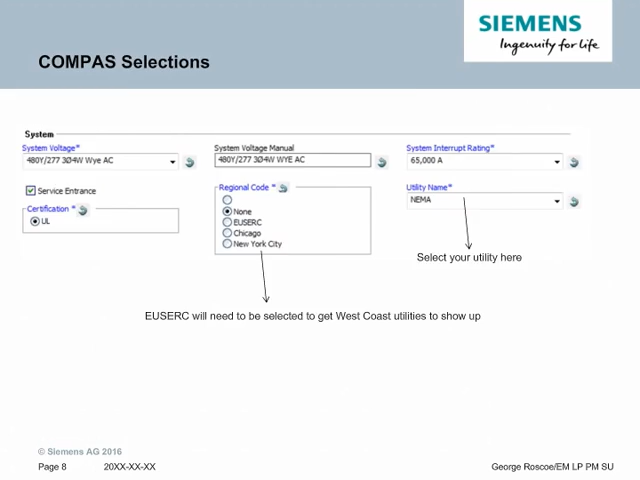 SIEMENS
Ingenuity for life
COMPAS Selections
System
System Voltage*
System Voltage Manual
System Interrupt Rating*
480Y/277 3Ø4W Wye AC
480Y/277 3Ø4W WYE AC
65,000 A
Service Entrance
Regional Code *
Utility Name*
Certification *
None
NEMA
UL
EUSERC
Chicago
New York City
Select your utility here
EUSERC will need to be selected to get West Coast utilities to show up
© Siemens AG 2016
Page 8
20XX-XX-XX
George Roscoe/EM LP PM SU